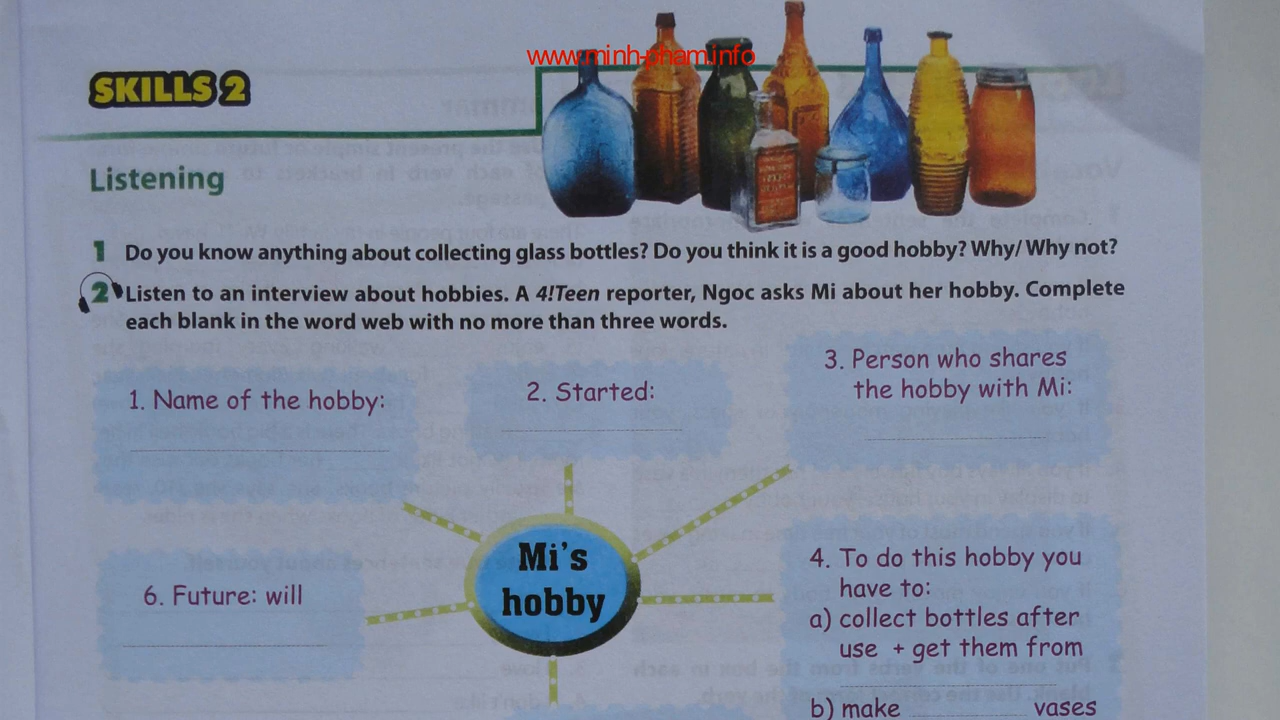 www.minh-pham.info
SKILLS 2
Listening
1 Do you know anything about collecting glass bottles? Do you think it is a good hobby? Why/ Why not?
2 Listen to an interview about hobbies. A 4!Teen reporter, Ngoc asks Mi about her hobby. Complete
each blank in the word web with no more than three words.
1. Name of the hobby:
2. Started:
3. Person who shares
the hobby with Mi:
Mi's
hobby
4. To do this hobby you
have to:
a) collect bottles after
use + get them from
b) make vases
6. Future: will